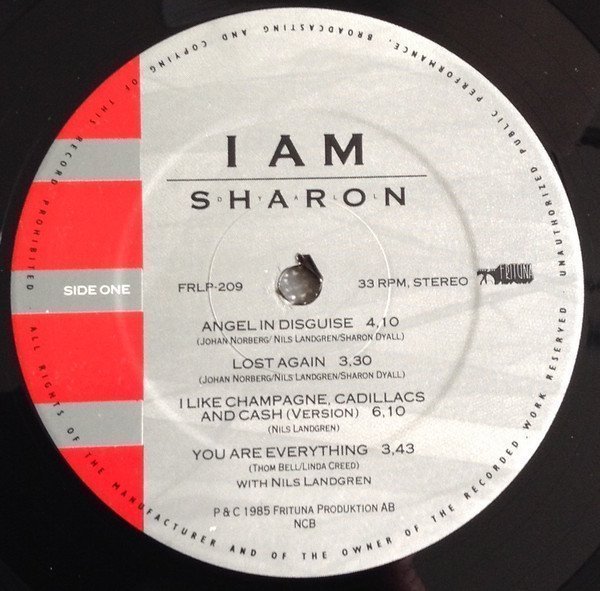 I AM
SHARON
DYALL
SIDE ONE
FRLP-209
33 RPM, STEREO
FRITUNA
ANGEL IN DISGUISE 4,10
(JOHAN NORBERG/NILS LANDGREN/SHARON DYALL)
LOST AGAIN 3,30
(JOHAN NORBERG/NILS LANDGREN/SHARON DYALL)
I LIKE CHAMPAGNE, CADILLACS
AND CASH (VERSION) 6,10
(NILS LANDGREN)
YOU ARE EVERYTHING 3,43
(THOM BELL/LINDA CREED)
WITH NILS LANDGREN
P & C 1985 FRITUNA PRODUKTION AB
NCB
ALL RIGHTS OF THE MANUFACTURER AND OF THE OWNER OF THE RECORDED WORK RESERVED. UNAUTHORIZED PUBLIC PERFORMANCE, BROADCASTING AND COPYING OF THIS RECORD PROHIBITED.